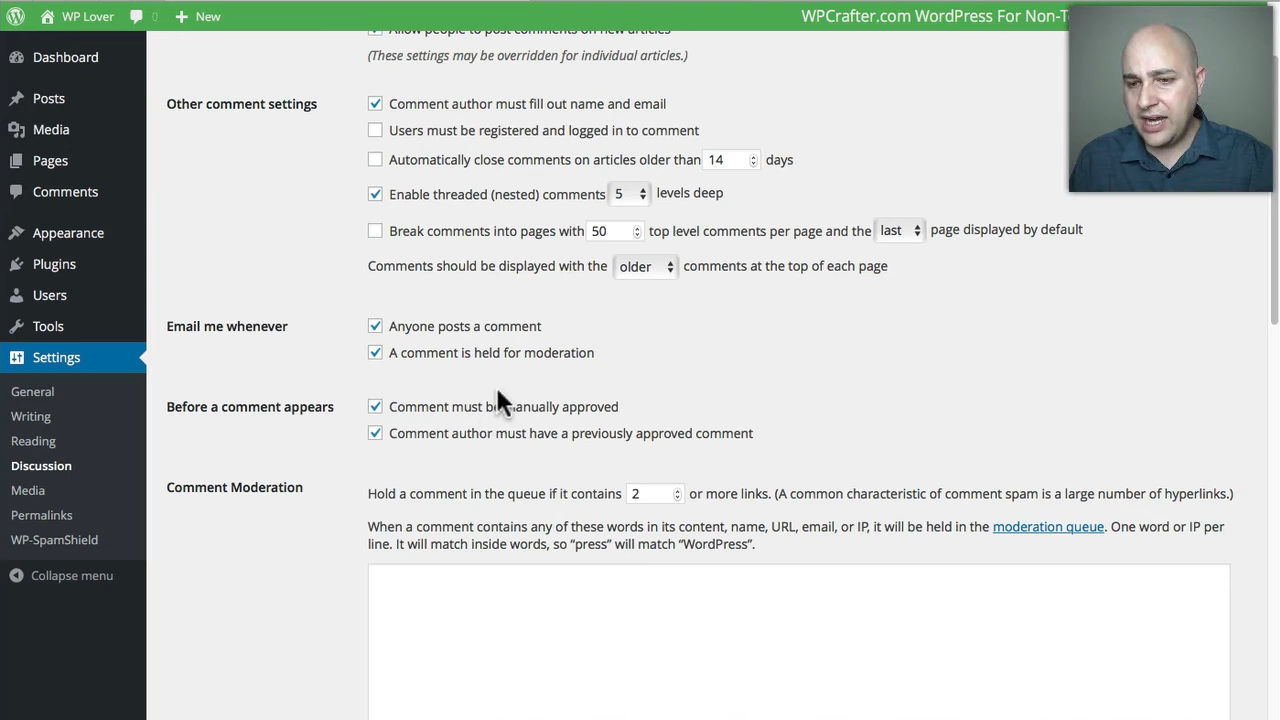 WP Lover 0 New WPCrafter.com WordPress For Non-T
Dashboard
Posts
Media
Pages
Comments
Appearance
Plugins
Users
Tools
Settings
General
Writing
Reading
Discussion
Media
Permalinks
WP-SpamShield
Collapse menu
Allow people to post comments on new articles
(These settings may be overridden for individual articles.)
Other comment settings
Comment author must fill out name and email
Users must be registered and logged in to comment
Automatically close comments on articles older than 14 days
Enable threaded (nested) comments 5 levels deep
Break comments into pages with 50 top level comments per page and the last page displayed by default
Comments should be displayed with the older comments at the top of each page
Email me whenever
Anyone posts a comment
A comment is held for moderation
Before a comment appears
Comment must be manually approved
Comment author must have a previously approved comment
Comment Moderation
Hold a comment in the queue if it contains 2 or more links. (A common characteristic of comment spam is a large number of hyperlinks.)
When a comment contains any of these words in its content, name, URL, email, or IP, it will be held in the moderation queue. One word or IP per
line. It will match inside words, so “press” will match “WordPress”.